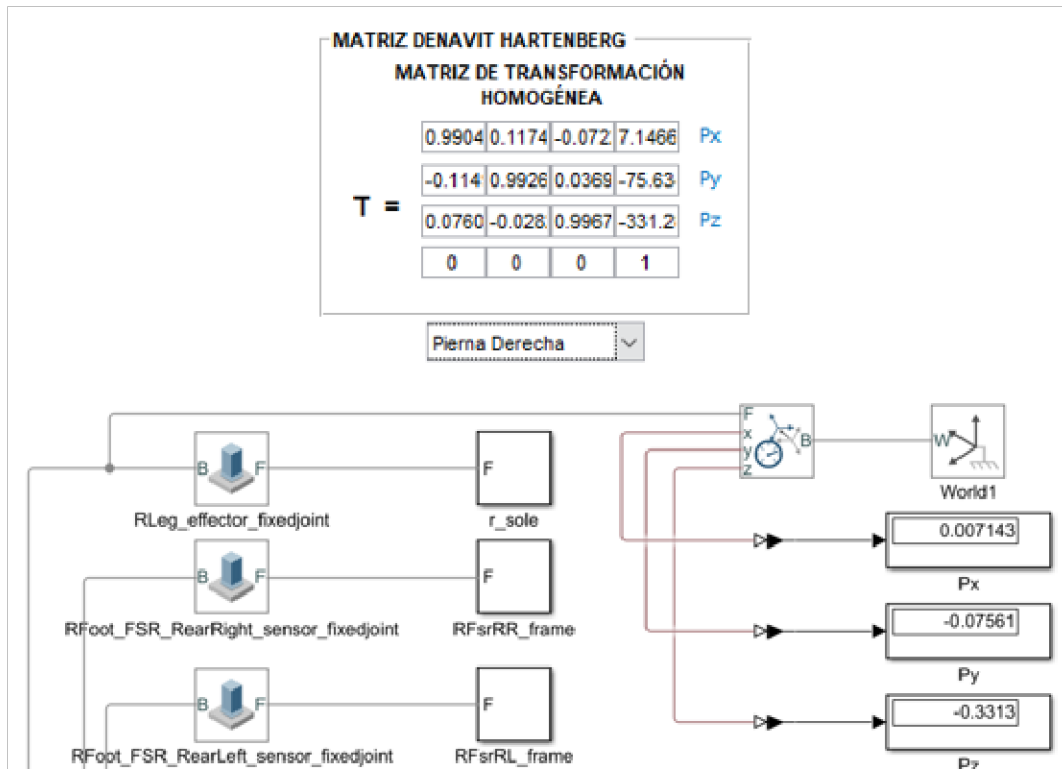 MATRIZ DENAVIT HARTENBERG
MATRIZ DE TRANSFORMACIÓN
HOMOGÉNEA
0.9904 0.1174 -0.072 7.1466 Px
-0.114 0.9926 0.0369 -75.63 Py
T =
0.0760 -0.028 0.9967 -331.2 Pz
0 0 0 1
Pierna Derecha
F
x
y
z
B
W
World1
B F
F
RLeg_effector_fixedjoint
r_sole
0.007143
Px
B F
F
RFoot_FSR_RearRight_sensor_fixedjoint
RFsrRR_frame
-0.07561
Py
B F
F
RFoot_FSR_RearLeft_sensor_fixedjoint
RFsrRL_frame
-0.3313
Pz